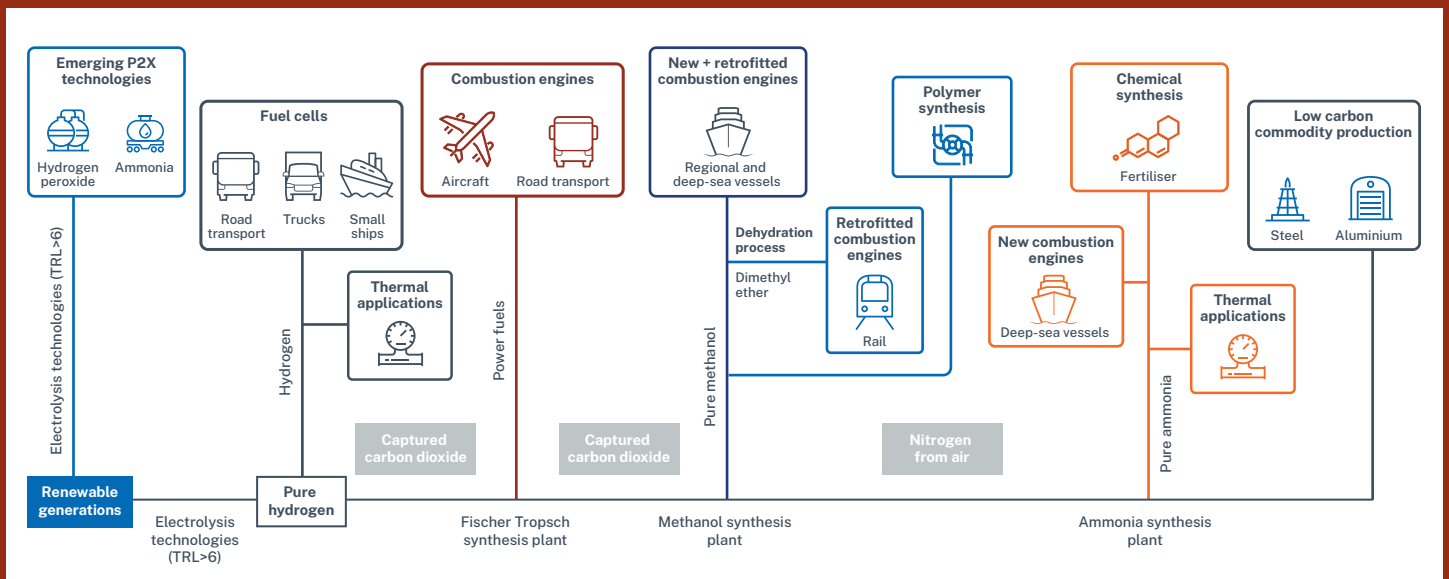 Emerging P2X
technologies
Hydrogen
peroxide
Ammonia
Electrolysis technologies (TRL>6)
Renewable
generations
Electrolysis
technologies
(TRL>6)
Fuel cells
Road
transport
Trucks
Small
ships
Hydrogen
Thermal
applications
Pure
hydrogen
Captured
carbon dioxide
Combustion engines
Aircraft
Road transport
Power fuels
Fischer Tropsch
synthesis plant
Captured
carbon dioxide
New + retrofitted
combustion engines
Regional and
deep-sea vessels
Pure methanol
Dehydration
process
Dimethyl
ether
Retrofitted
combustion
engines
Rail
Polymer
synthesis
Methanol synthesis
plant
Nitrogen
from air
Chemical
synthesis
Fertiliser
New combustion
engines
Deep-sea vessels
Pure ammonia
Thermal
applications
Ammonia synthesis
plant
Low carbon
commodity production
Steel
Aluminium